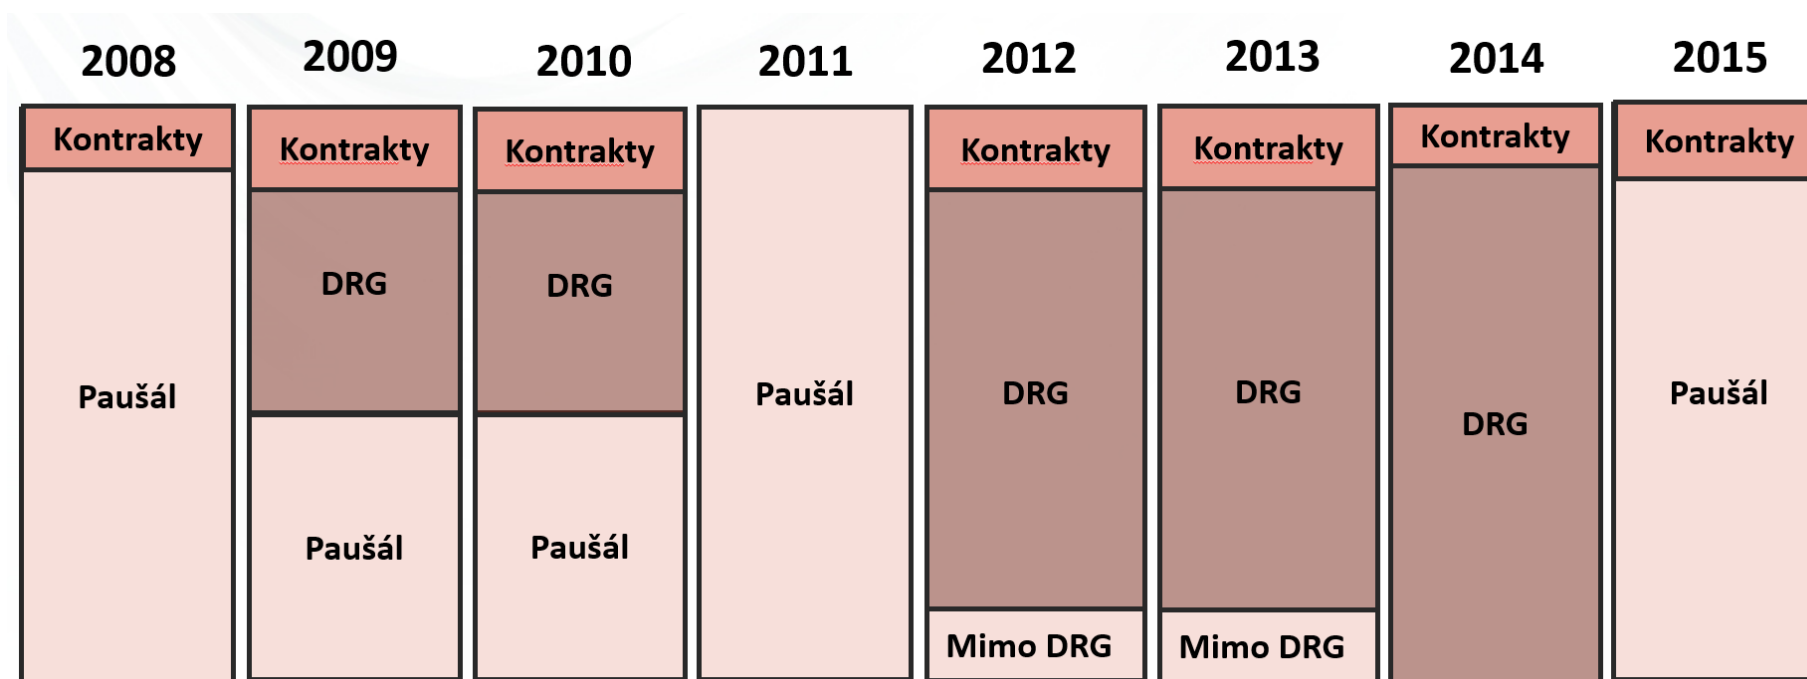 2008 2009 2010 2011 2012 2013 2014 2015
Kontrakty Kontrakty Kontrakty Kontrakty Kontrakty Kontrakty Kontrakty
DRG DRG
Paušál Paušál DRG DRG DRG Paušál
Paušál Paušál
Mimo DRG Mimo DRG